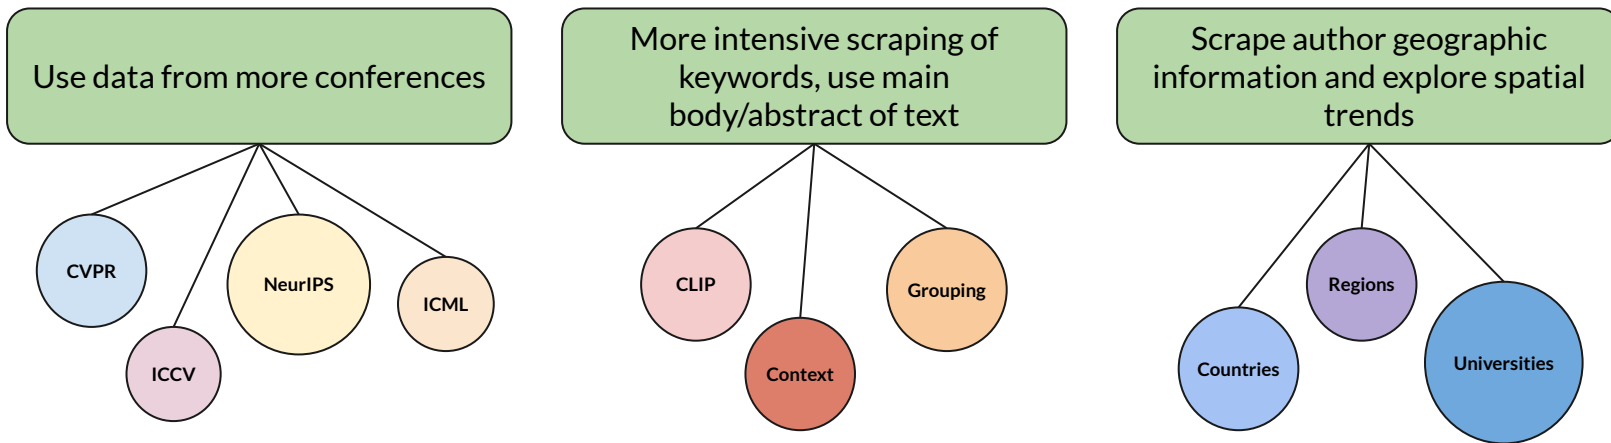 Use data from more conferences
More intensive scraping of
keywords, use main
body/abstract of text
Scrape author geographic
information and explore spatial
trends
CVPR
ICCV
NeurIPS
ICML
CLIP
Context
Grouping
Countries
Regions
Universities